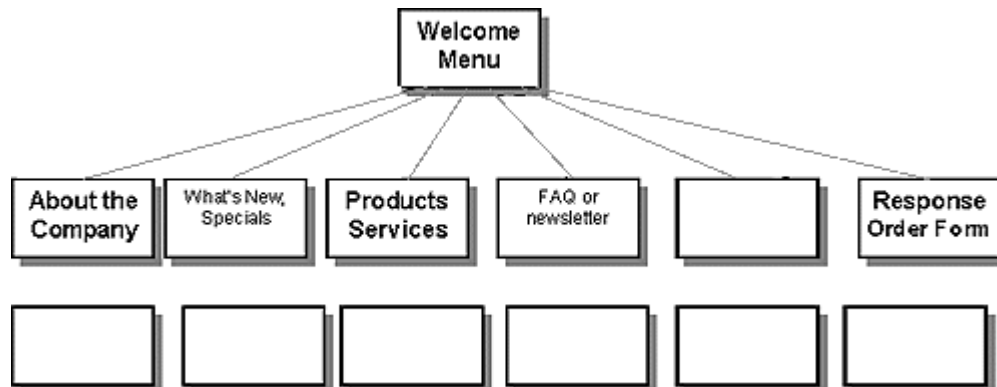 Welcome
Menu
About the
Company
What's New,
Specials
Products
Services
FAQ or
newsletter
Response
Order Form